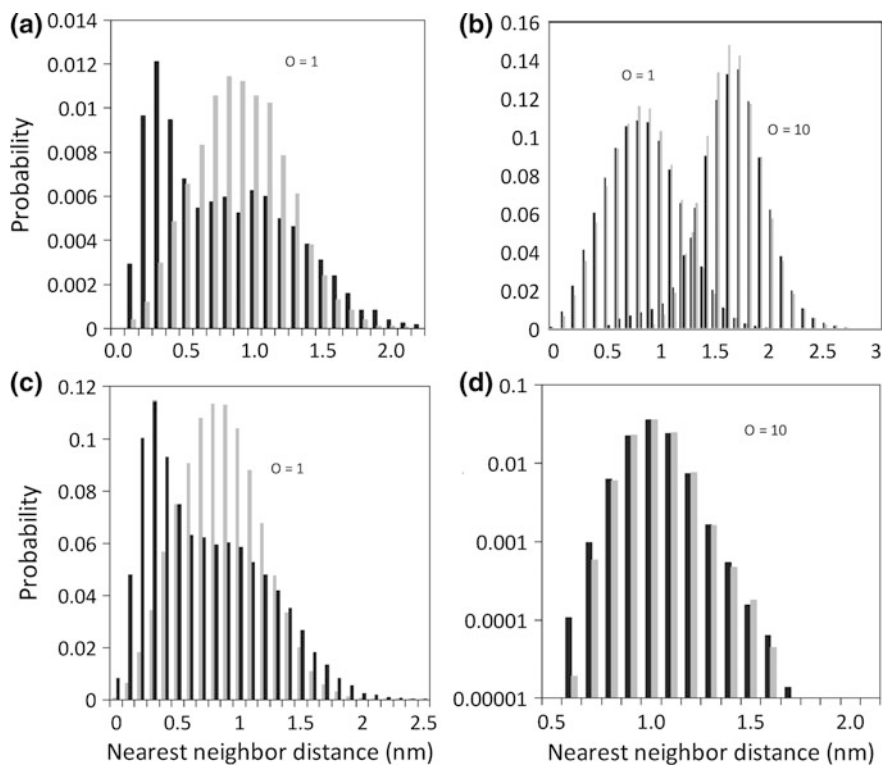 (a)
Probability
0.014
0.012
0.010
0.008
0.006
0.004
0.002
0
O = 1
0.0 0.5 1.0 1.5 2.0
(b)
0.16
0.14
0.12
0.1
0.08
0.06
0.04
0.02
0
O = 1
O = 10
0 0.5 1 1.5 2 2.5 3
(c)
Probability
0.12
0.1
0.08
0.06
0.04
0.02
0
O = 1
0 0.5 1 1.5 2 2.5
Nearest neighbor distance (nm)
(d)
0.1
0.01
0.001
0.0001
0.00001
O = 10
0.5 1.0 1.5 2.0
Nearest neighbor distance (nm)